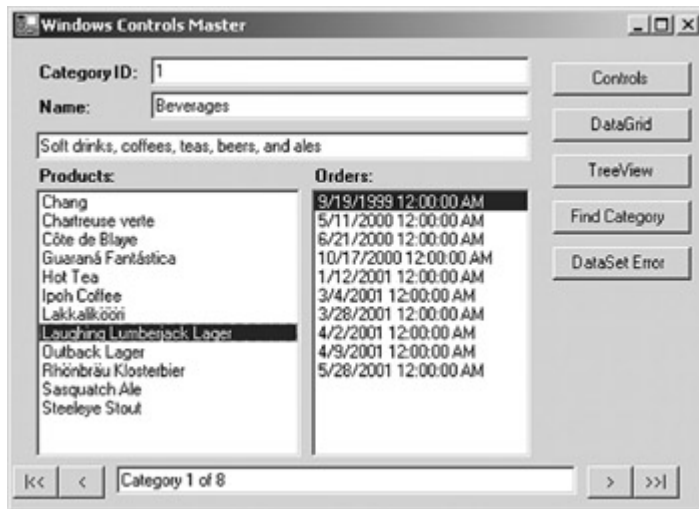 Windows Controls Master
Category ID: 1
Name: Beverages
Soft drinks, coffees, teas, beers, and ales
Products:
Chang
Chartreuse verte
Côte de Blaye
Guaraná Fantástica
Hot Tea
Ipoh Coffee
Lakkalikööri
Laughing Lumberjack Lager
Outback Lager
Rhönbräu Klosterbier
Sasquatch Ale
Steeleye Stout
Orders:
9/19/1999 12:00:00 AM
5/11/2000 12:00:00 AM
6/21/2000 12:00:00 AM
10/17/2000 12:00:00 AM
1/12/2001 12:00:00 AM
3/4/2001 12:00:00 AM
3/28/2001 12:00:00 AM
4/2/2001 12:00:00 AM
4/9/2001 12:00:00 AM
5/28/2001 12:00:00 AM
Controls
DataGrid
TreeView
Find Category
DataSet Error
|<< < Category 1 of 8 > >>|